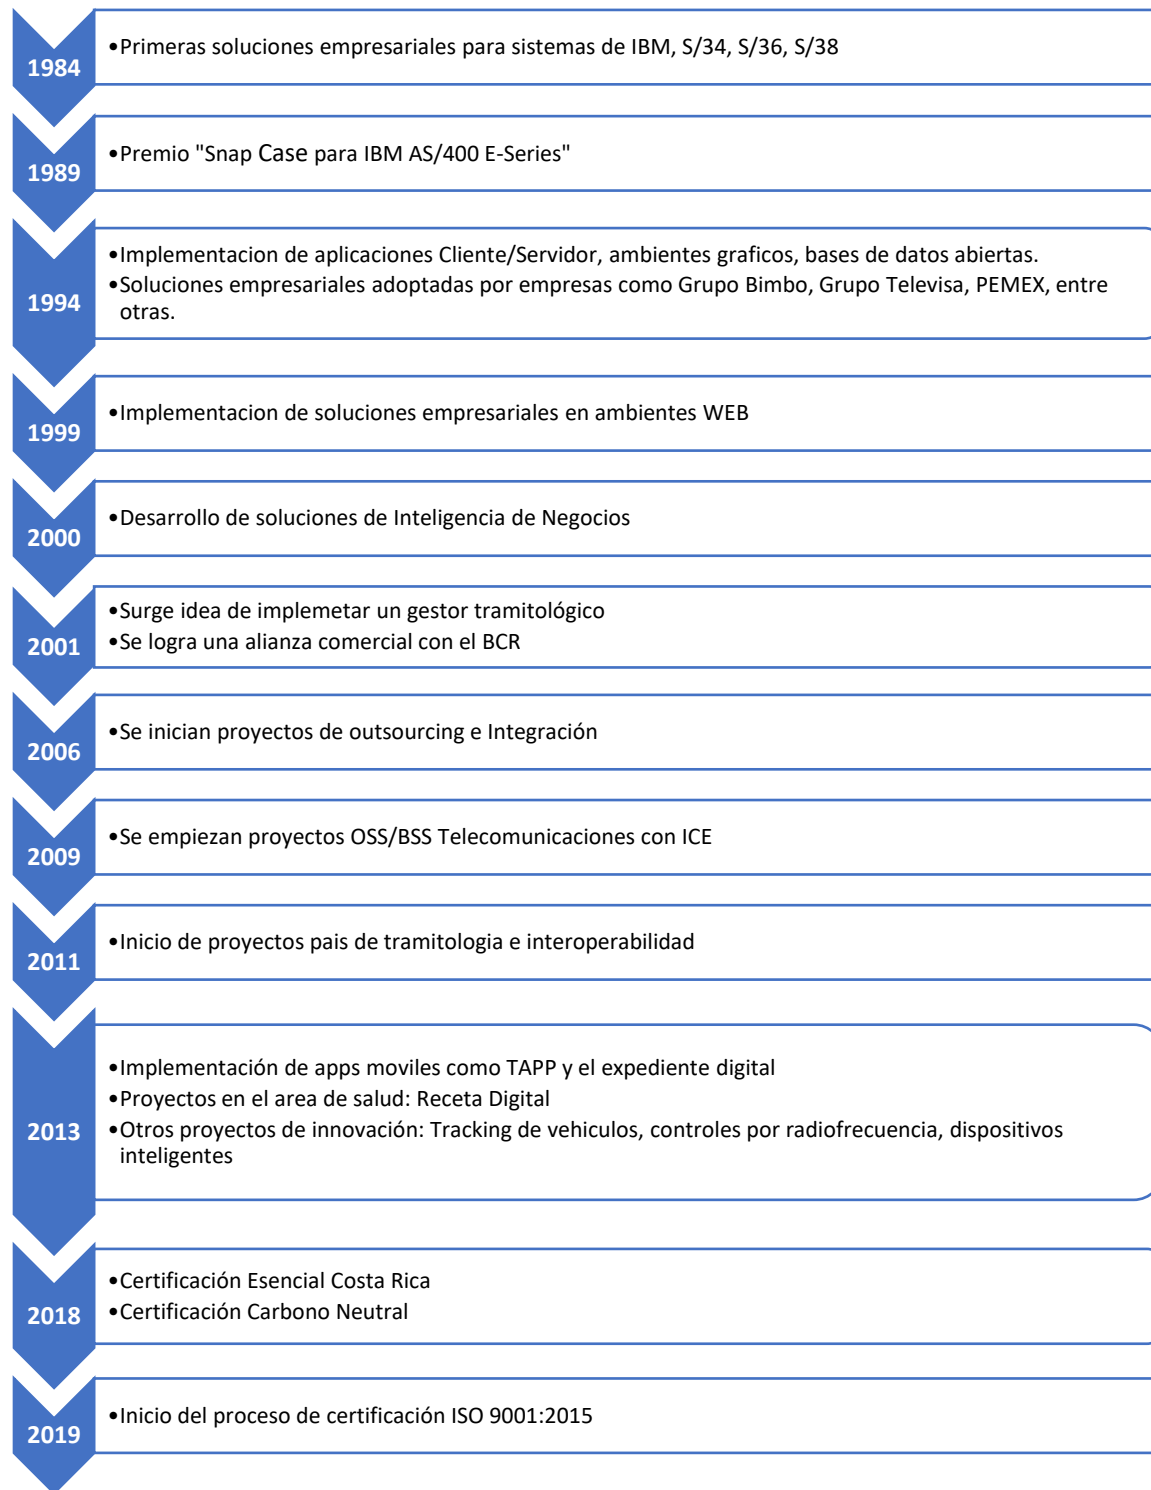 1984
•Primeras soluciones empresariales para sistemas de IBM, S/34, S/36, S/38
1989
•Premio "Snap Case para IBM AS/400 E-Series"
1994
•Implementacion de aplicaciones Cliente/Servidor, ambientes graficos, bases de datos abiertas.
•Soluciones empresariales adoptadas por empresas como Grupo Bimbo, Grupo Televisa, PEMEX, entre
otras.
1999
•Implementacion de soluciones empresariales en ambientes WEB
2000
•Desarrollo de soluciones de Inteligencia de Negocios
2001
•Surge idea de implemetar un gestor tramitológico
•Se logra una alianza comercial con el BCR
2006
•Se inician proyectos de outsourcing e Integración
2009
•Se empiezan proyectos OSS/BSS Telecomunicaciones con ICE
2011
•Inicio de proyectos pais de tramitologia e interoperabilidad
2013
•Implementación de apps moviles como TAPP y el expediente digital
•Proyectos en el area de salud: Receta Digital
•Otros proyectos de innovación: Tracking de vehiculos, controles por radiofrecuencia, dispositivos
inteligentes
2018
•Certificación Esencial Costa Rica
•Certificación Carbono Neutral
2019
•Inicio del proceso de certificación ISO 9001:2015